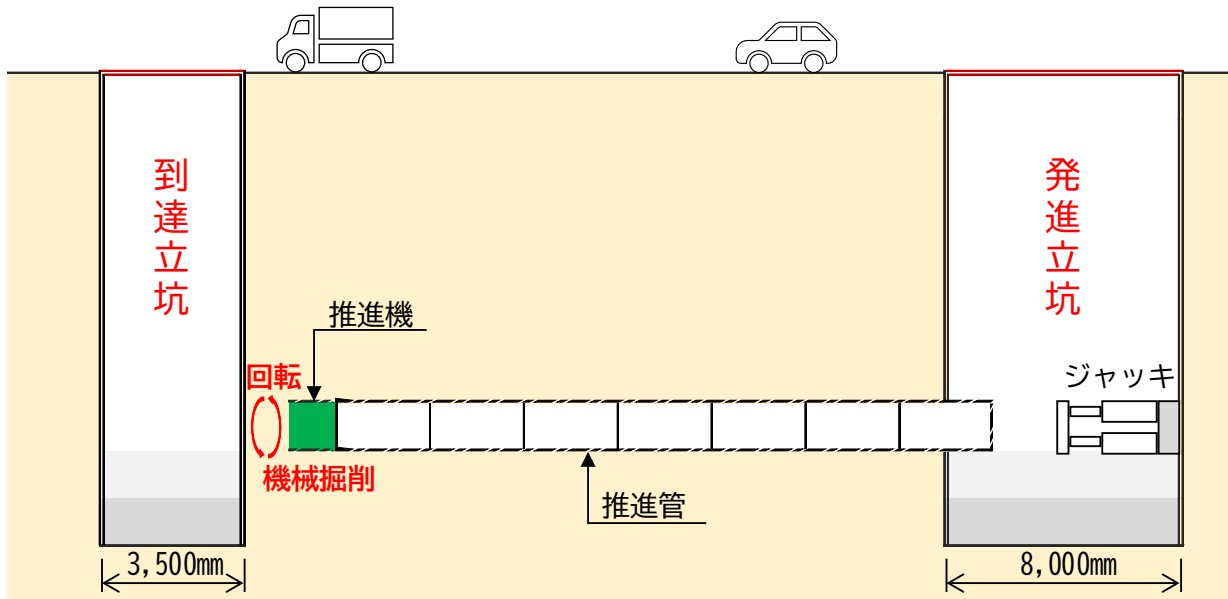 到達立坑
発進立坑
推進機
回転
ジャッキ
機械掘削
推進管
3,500mm
8,000mm